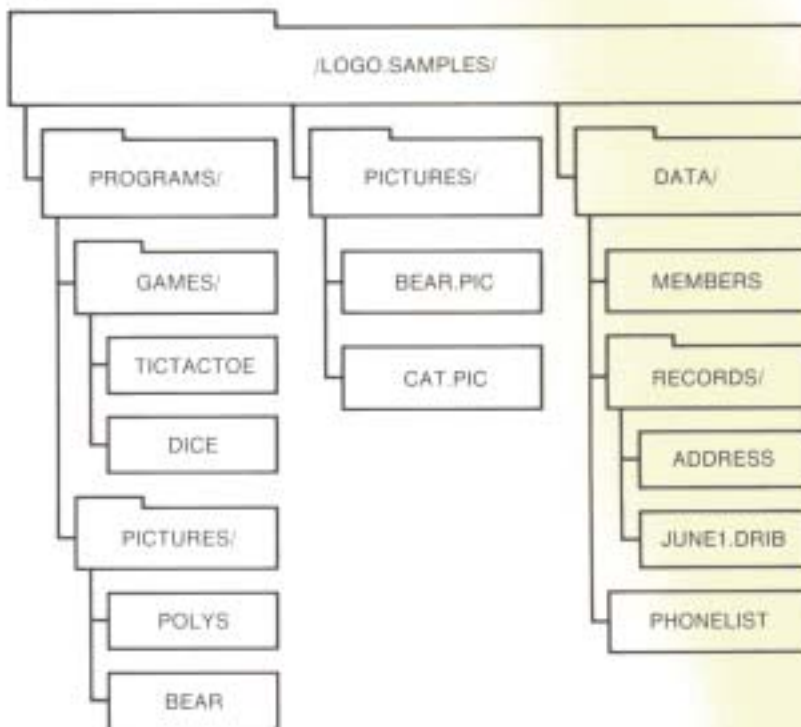 /LOGO.SAMPLES/
PROGRAMS/
GAMES/
TICTACTOE
DICE
PICTURES/
POLYS
BEAR
PICTURES/
BEAR.PIC
CAT.PIC
DATA/
MEMBERS
RECORDS/
ADDRESS
JUNE1.DRIB
PHONELIST